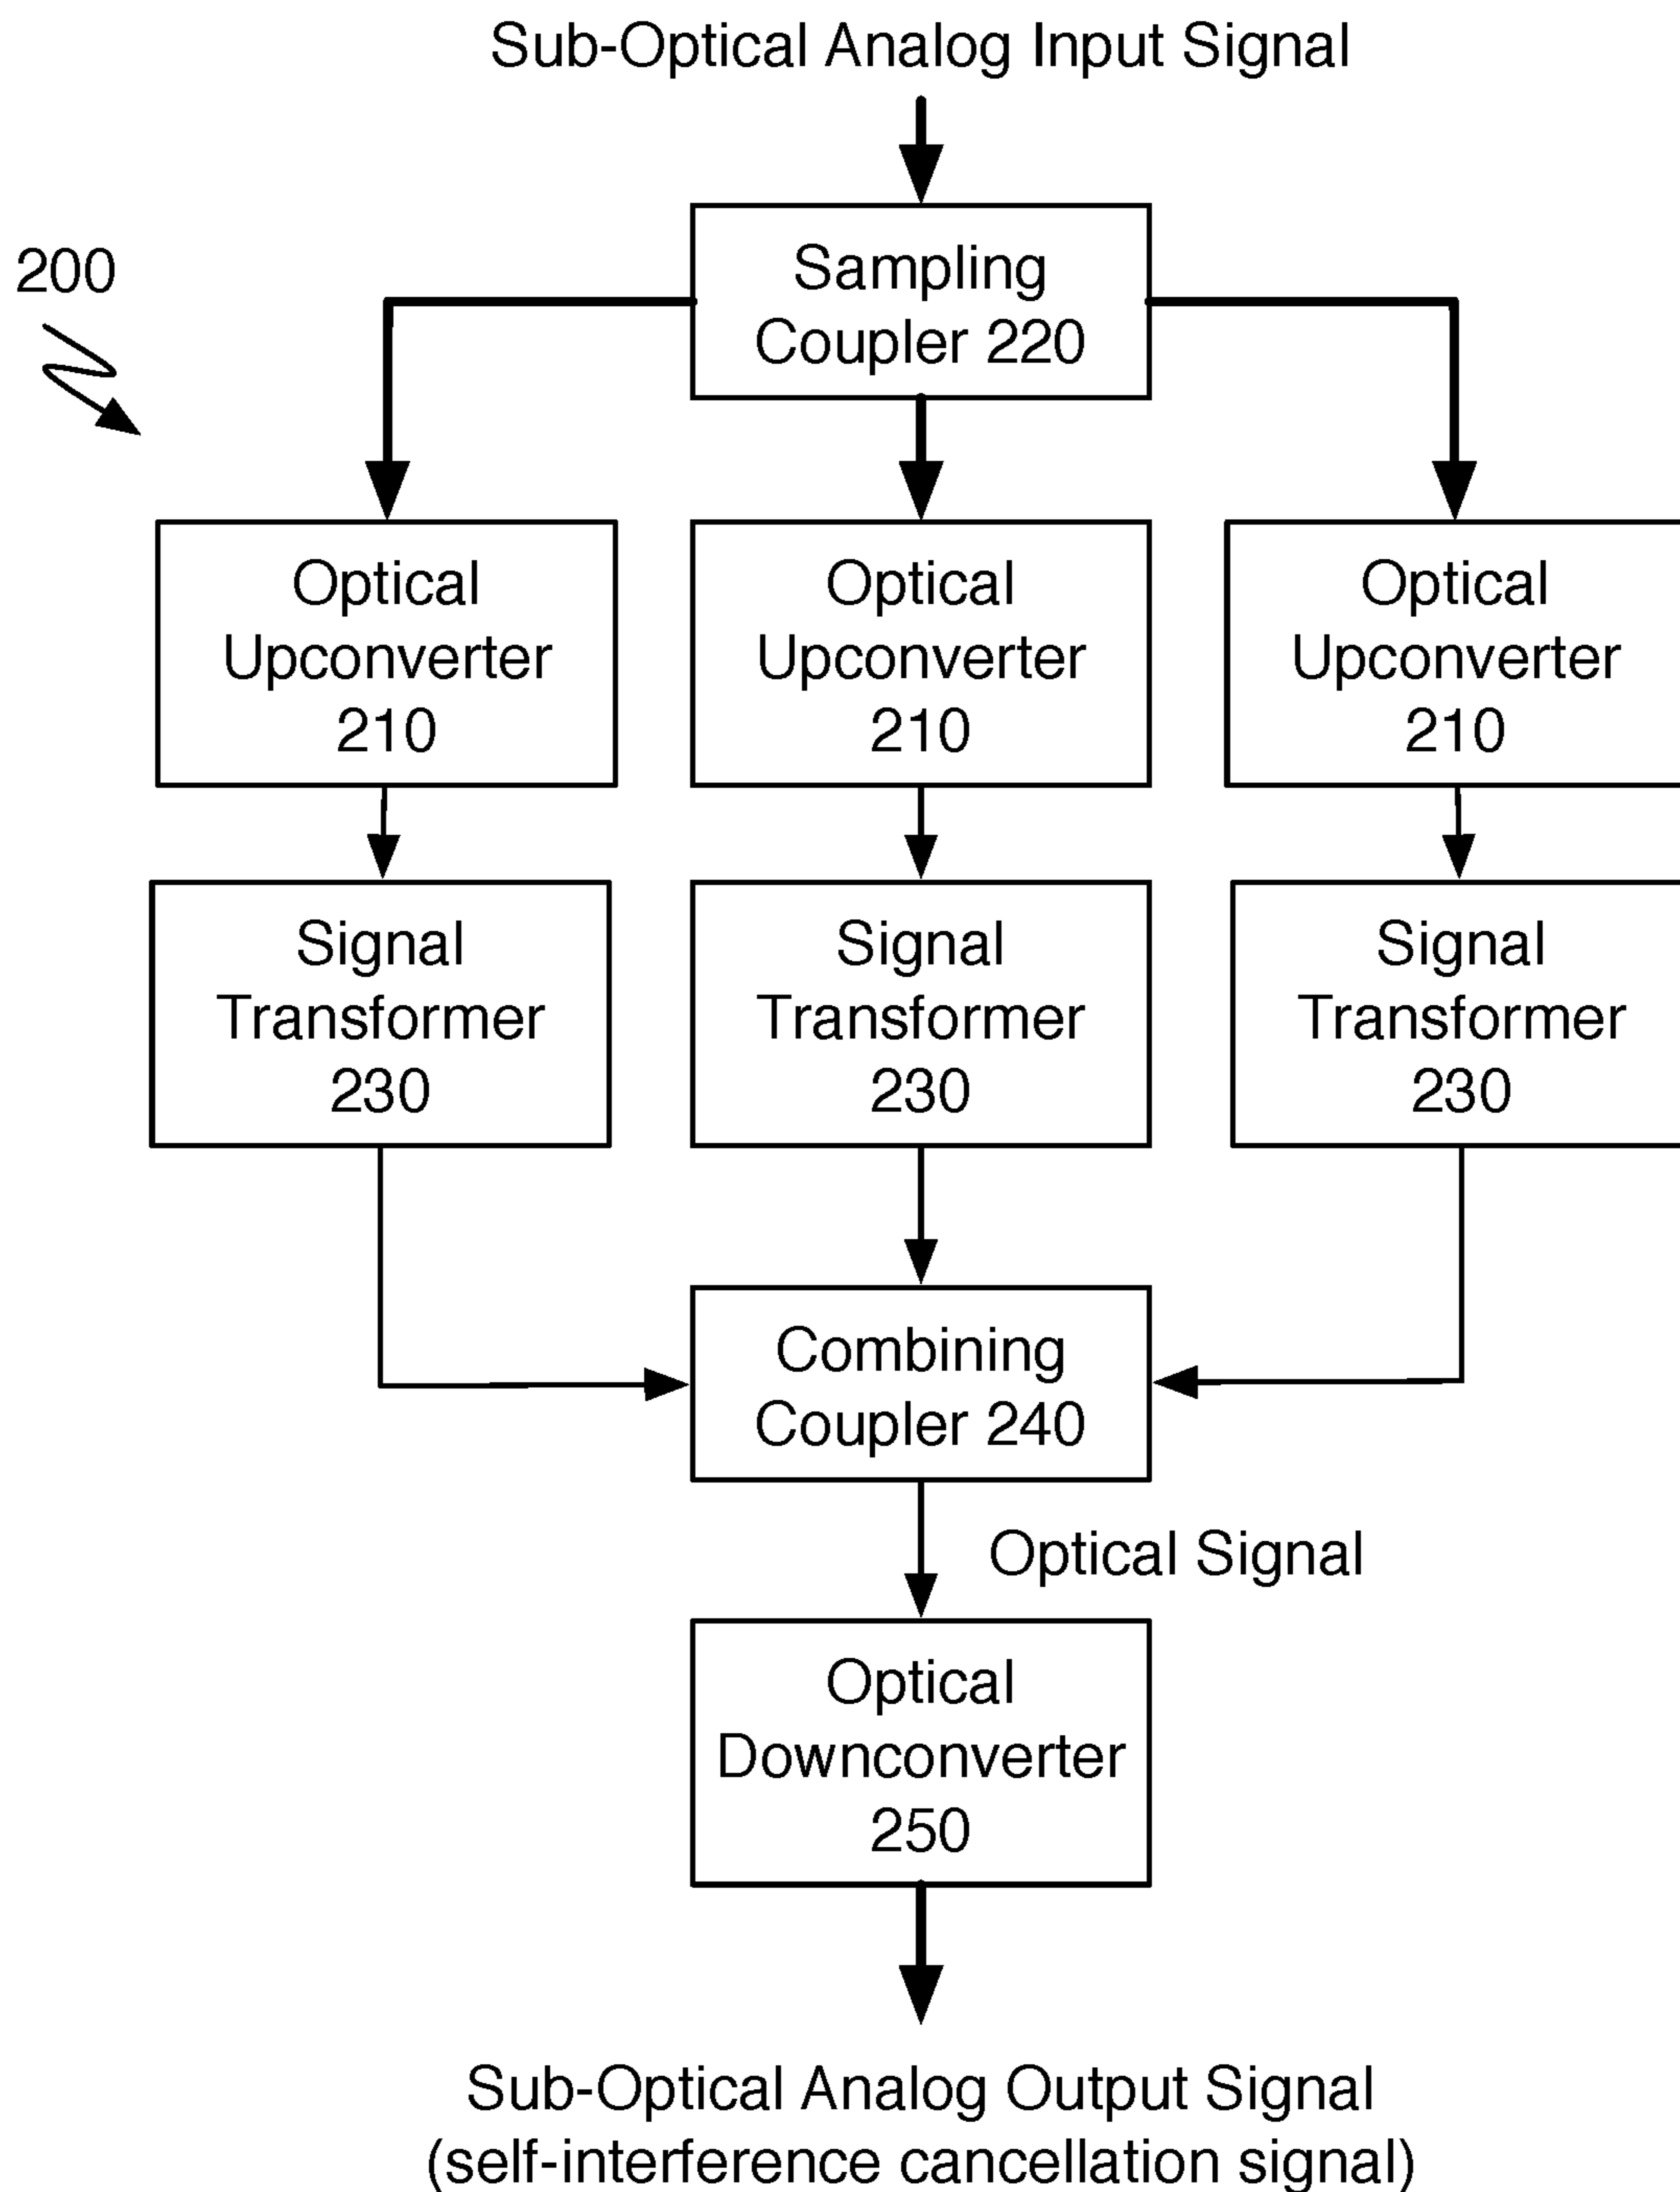 Sub-Optical Analog Input Signal
200
Sampling
Coupler 220
Optical
Upconverter
210
Optical
Upconverter
210
Optical
Upconverter
210
Signal
Transformer
230
Signal
Transformer
230
Signal
Transformer
230
Combining
Coupler 240
Optical Signal
Optical
Downconverter
250
Sub-Optical Analog Output Signal
(self-interference cancellation signal)